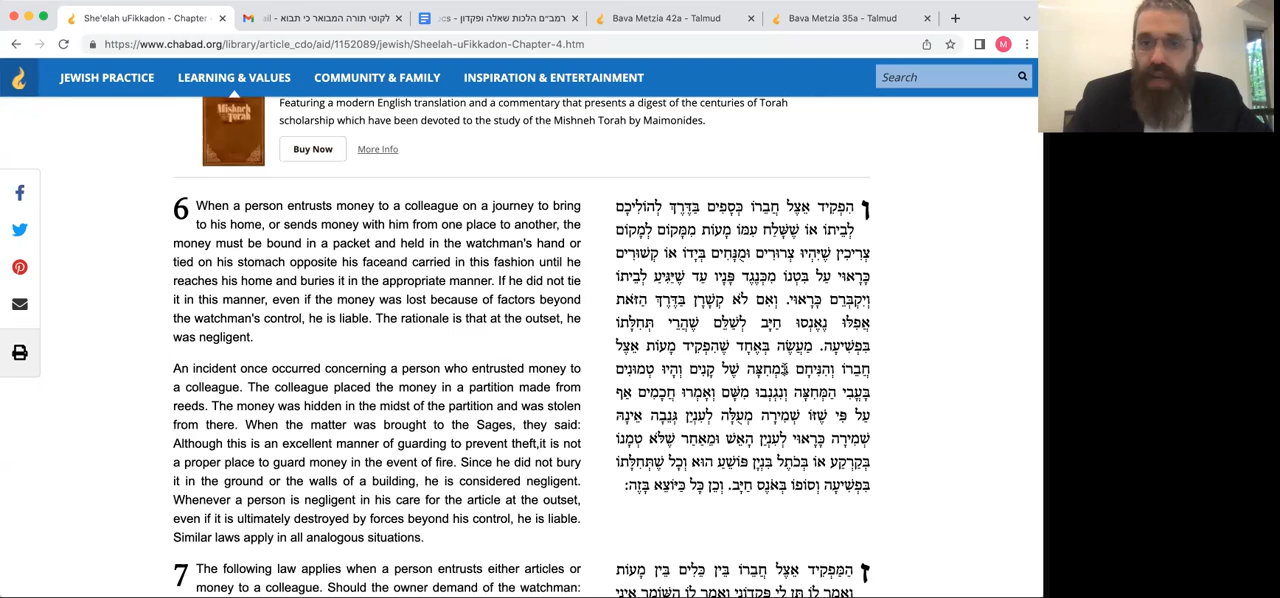 She'elah uFikkadon - Chapter
לקוטי תורה המבואר כי תבוא - ail
רמב"ם הלכות שאלה ופקדון - ocs
Bava Metzia 42a - Talmud
Bava Metzia 35a - Talmud
https://www.chabad.org/library/article_cdo/aid/1152089/jewish/Sheelah-uFikkadon-Chapter-4.htm
M
JEWISH PRACTICE
LEARNING & VALUES
COMMUNITY & FAMILY
INSPIRATION & ENTERTAINMENT
Search
Mishneh Torah
Featuring a modern English translation and a commentary that presents a digest of the centuries of Torah
scholarship which have been devoted to the study of the Mishneh Torah by Maimonides.
Buy Now
More Info
6 When a person entrusts money to a colleague on a journey to bring
to his home, or sends money with him from one place to another, the
money must be bound in a packet and held in the watchman's hand or
tied on his stomach opposite his faceand carried in this fashion until he
reaches his home and buries it in the appropriate manner. If he did not tie
it in this manner, even if the money was lost because of factors beyond
the watchman's control, he is liable. The rationale is that at the outset, he
was negligent.
An incident once occurred concerning a person who entrusted money to
a colleague. The colleague placed the money in a partition made from
reeds. The money was hidden in the midst of the partition and was stolen
from there. When the matter was brought to the Sages, they said:
Although this is an excellent manner of guarding to prevent theft,it is not
a proper place to guard money in the event of fire. Since he did not bury
it in the ground or the walls of a building, he is considered negligent.
Whenever a person is negligent in his care for the article at the outset,
even if it is ultimately destroyed by forces beyond his control, he is liable.
Similar laws apply in all analogous situations.
ו הִפְקִיד אֵצֶל חֲבֵרוֹ כְּסָפִים בַּדֶּרֶךְ לְהוֹלִיכָם
לְבֵיתוֹ אוֹ שֶׁשָּׁלַח עִמּוֹ מָעוֹת מִמָּקוֹם לְמָקוֹם
צְרִיכִין שֶׁיִּהְיוּ צְרוּרִים וּמֻנָּחִים בְּיָדוֹ אוֹ קְשׁוּרִים
כָּרָאוּי עַל בִּטְנוֹ מִכְּנֶגֶד פָּנָיו עַד שֶׁיַּגִּיעַ לְבֵיתוֹ
וְיִקְבְּרֵם כָּרָאוּי. וְאִם לֹא קְשָׁרָן בַּדֶּרֶךְ הַזֹּאת
אֲפִלּוּ נֶאֶנְסוּ חַיָּב לְשַׁלֵּם שֶׁהֲרֵי תְּחִלָּתוֹ
בִּפְשִׁיעָה. מַעֲשֶׂה בְּאֶחָד שֶׁהִפְקִיד מָעוֹת אֵצֶל
חֲבֵרוֹ וְהִנִּיחָם בִּמְחִצָּה שֶׁל קָנִים וְהָיוּ טְמוּנִים
בָּעֳבִי הַמְּחִצָּה וְנִגְנְבוּ מִשָּׁם וְאָמְרוּ חֲכָמִים אַף
עַל פִּי שֶׁזּוֹ שְׁמִירָה מְעֻלָּה לְעִנְיַן גְּנֵבָה אֵינָהּ
שְׁמִירָה כָּרָאוּי לְעִנְיַן הָאֵשׁ וּמֵאַחַר שֶׁלֹּא טְמָנוֹ
בְּקַרְקַע אוֹ בְּכֹתֶל בִּנְיָן פּוֹשֵׁעַ הוּא וְכָל שֶׁתְּחִלָּתוֹ
בִּפְשִׁיעָה וְסוֹפוֹ בְּאֹנֶס חַיָּב. וְכֵן כָּל כַּיּוֹצֵא בָּזֶה:
7 The following law applies when a person entrusts either articles or
money to a colleague. Should the owner demand of the watchman:
ז הַמַּפְקִיד אֵצֶל חֲבֵרוֹ בֵּין כֵּלִים בֵּין מָעוֹת
וְאָמַר לוֹ תֵּן לִי פִּקְדוֹנִי וְאָמַר לוֹ הַשּׁוֹמֵר אֵינִי